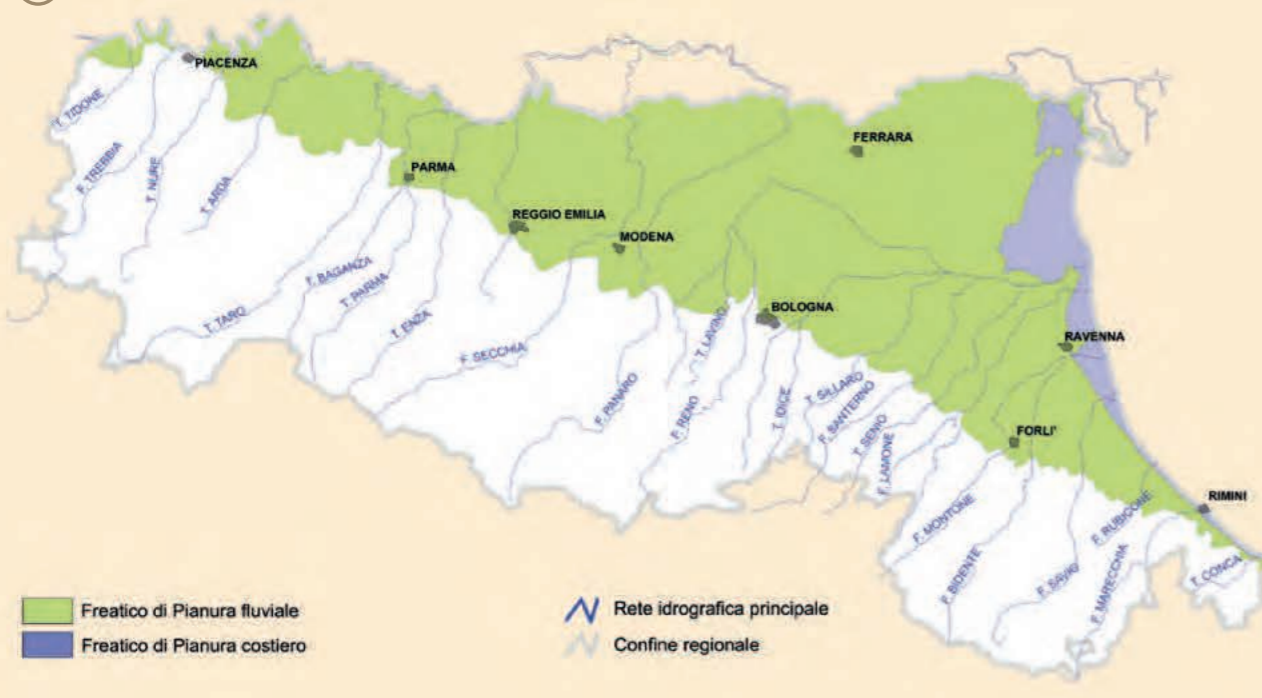 PIACENZA
T. TIDONE
F. TREBBIA
T. NURE
T. ARDA
PARMA
FERRARA
REGGIO EMILIA
MODENA
F. BAGANZA
T. PARMA
T. TARO
T. ENZA
F. SECCHIA
BOLOGNA
T. LAVINO
F. PANARO
F. RENO
T. IDICE
T. SILLARO
F. SANTERNO
T. SENIO
F. LAMONE
RAVENNA
FORLI'
F. MONTONE
F. BIDENTE
F. SAVIO
F. RUBICONE
F. MARECCHIA
RIMINI
T. CONCA
Freatico di Pianura fluviale
Freatico di Pianura costiero
Rete idrografica principale
Confine regionale